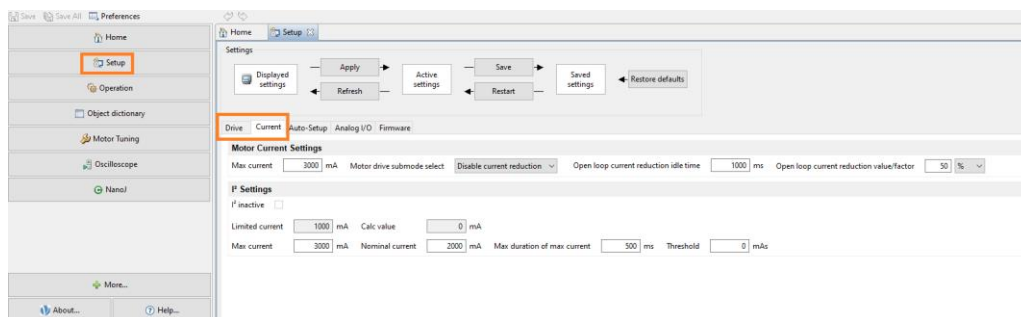 Save Save All Preferences
Home
Setup
Operation
Object dictionary
Motor Tuning
Oscilloscope
NanoJ
More...
About... Help...
Home Setup
Settings
Displayed settings
Apply
Refresh
Active settings
Save
Restart
Saved settings
Restore defaults
Drive Current Auto-Setup Analog I/O Firmware
Motor Current Settings
Max current 3000 mA Motor drive submode select Disable current reduction Open loop current reduction idle time 1000 ms Open loop current reduction value/factor 50 %
I² Settings
I² inactive
Limited current 1000 mA Calc value 0 mA
Max current 3000 mA Nominal current 2000 mA Max duration of max current 500 ms Threshold 0 mAs